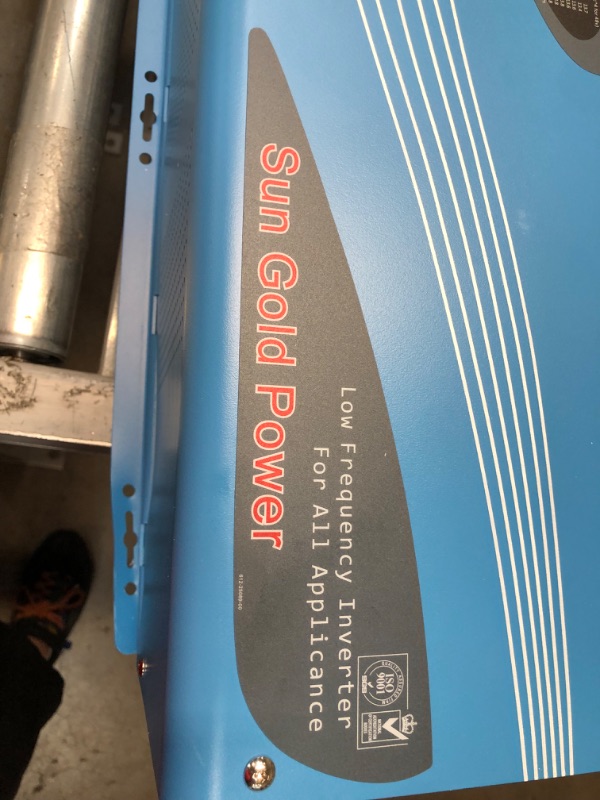 Sun Gold Power
Low Frequency Inverter
For All Applicance
ISO
9001